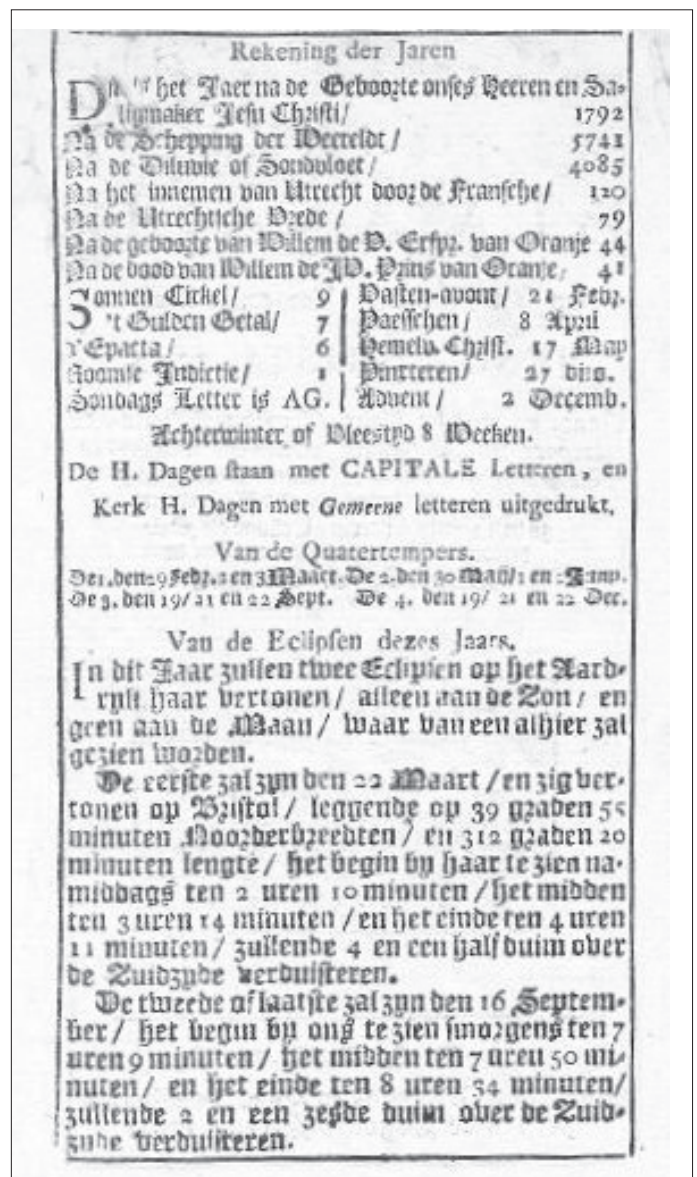 Rekening der Jaren
Dit is het Jaer na de Geboorte onses Heeren en Sa-
ligmaker Jesu Christi/ 1792
Na de Schepping der Weereldt/ 5741
Na de Diluvie of Sondvloet/ 4085
Na het innemen van Utrecht door de Fransche/ 120
Na de Utrechtsche Vrede/ 79
Na de geboorte van Willem de V. Erfpr. van Oranje 44
Na de dood van Willem de IV. Prins van Oranje, 41
Sonnen Cirkel/ 9 | Vasten-avont/ 21 Febr.
't Gulden Getal/ 7 | Paesschen/ 8 April
Epacta/ 6 | Hemelv. Christ. 17 May
Roomse Indictie/ 1 | Pinxteren/ 27 dito.
Sondags Letter is AG. | Advent/ 2 Decemb.
Achterwinter of Vleestyd 8 Weeken.
De H. Dagen staan met CAPITALE Letteren, en
Kerk H. Dagen met Gemeene letteren uitgedrukt.
Van de Quatertempers.
De 1. den 29 Febr. 2 en 3 Maart. De 2. den 30 May/ 1 en 2 Juny.
De 3. den 19/ 21 en 22 Sept. De 4. den 19/ 21 en 22 Dec.
Van de Eclipsen dezes Jaars.
In dit Jaar zullen twee Eclipsen op het Aard-
ryk haar vertonen/ alleen aan de Zon/ en
geen aan de Maan/ waar van een alhier zal
gezien worden.
De eerste zal zyn den 22 Maart/ en zig ver-
tonen op Bristol/ leggende op 39 graden 55
minuten Noorderbreedten/ en 312 graden 20
minuten lengte/ het begin by haar te zien na-
middags ten 2 uren 10 minuten/ het midden
ten 3 uren 14 minuten/ en het einde ten 4 uren
11 minuten/ zullende 4 en een half duim over
de Zuidzyde verduisteren.
De tweede of laatste zal zyn den 16 Septem-
ber/ het begin by ons te zien smorgens ten 7
uren 9 minuten/ het midden ten 7 uren 50 mi-
nuten/ en het einde ten 8 uren 34 minuten/
zullende 2 en een zesde duim over de Zuid-
zyde verduisteren.